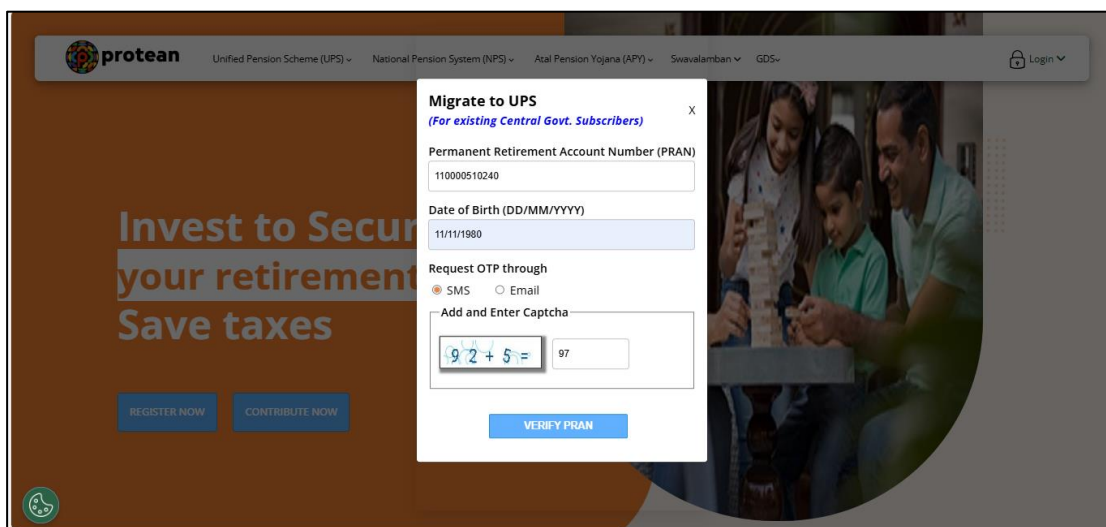 protean
Unified Pension Scheme (UPS)
National Pension System (NPS)
Atal Pension Yojana (APY)
Swavalamban
GDS
Login
Invest to Secur
your retirement
Save taxes
REGISTER NOW
CONTRIBUTE NOW
Migrate to UPS
X
(For existing Central Govt. Subscribers)
Permanent Retirement Account Number (PRAN)
110000510240
Date of Birth (DD/MM/YYYY)
11/11/1980
Request OTP through
SMS
Email
Add and Enter Captcha
92 + 5 =
97
VERIFY PRAN